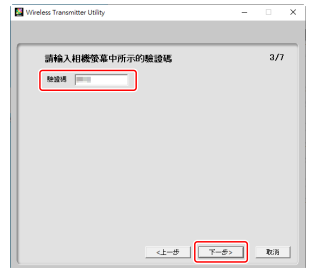 Wireless Transmitter Utility
請輸入相機螢幕中所示的驗證碼
3/7
驗證碼
<上一步
下一步>
取消